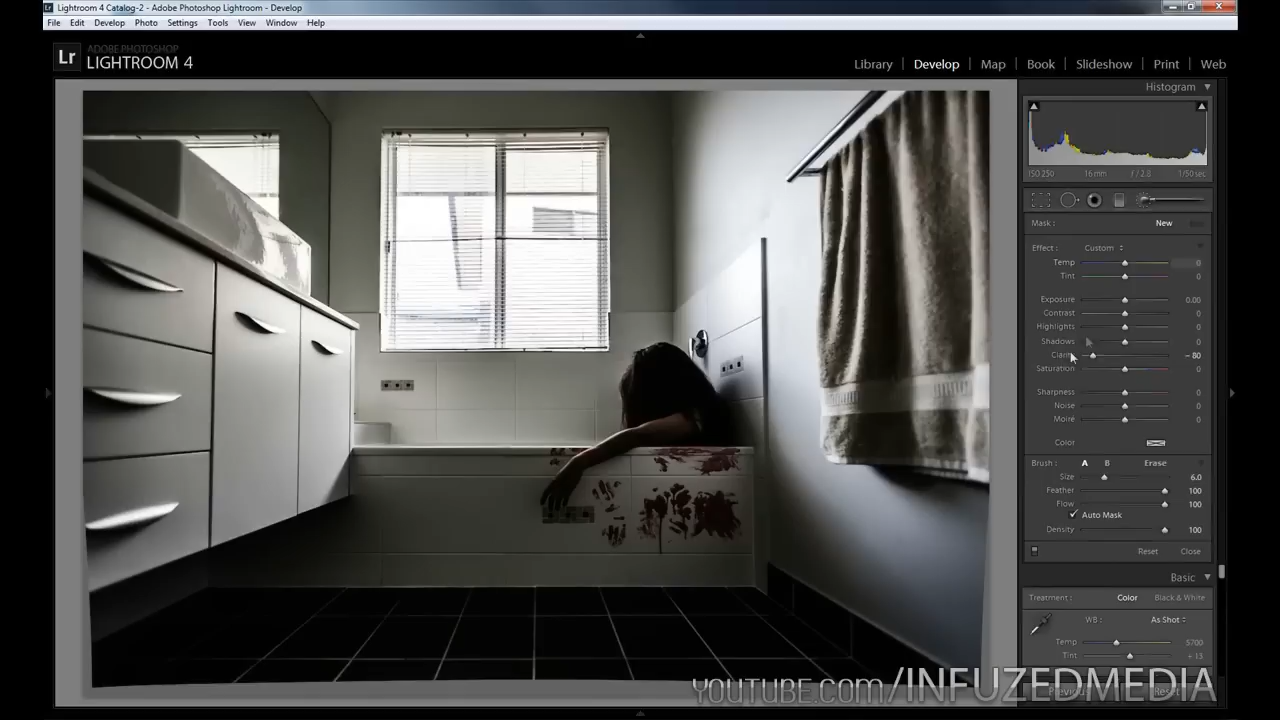 Lightroom 4 Catalog-2 - Adobe Photoshop Lightroom - Develop
File Edit Develop Photo Settings Tools View Window Help
Lr ADOBE PHOTOSHOP
LIGHTROOM 4
Library | Develop | Map | Book | Slideshow | Print | Web
Histogram
ISO 250 16 mm f / 2.8 1/50 sec
Mask : New
Effect : Custom
Temp 0
Tint 0
Exposure 0.00
Contrast 0
Highlights 0
Shadows 0
Clarity - 80
Saturation 0
Sharpness 0
Noise 0
Moiré 0
Color
Brush : A B Erase
Size 6.0
Feather 100
Flow 100
Auto Mask
Density 100
Reset Close
Basic
Treatment : Color Black & White
WB : As Shot
Temp 5700
Tint + 13
Previous Reset
YOUTUBE.COM/INFUZEDMEDIA